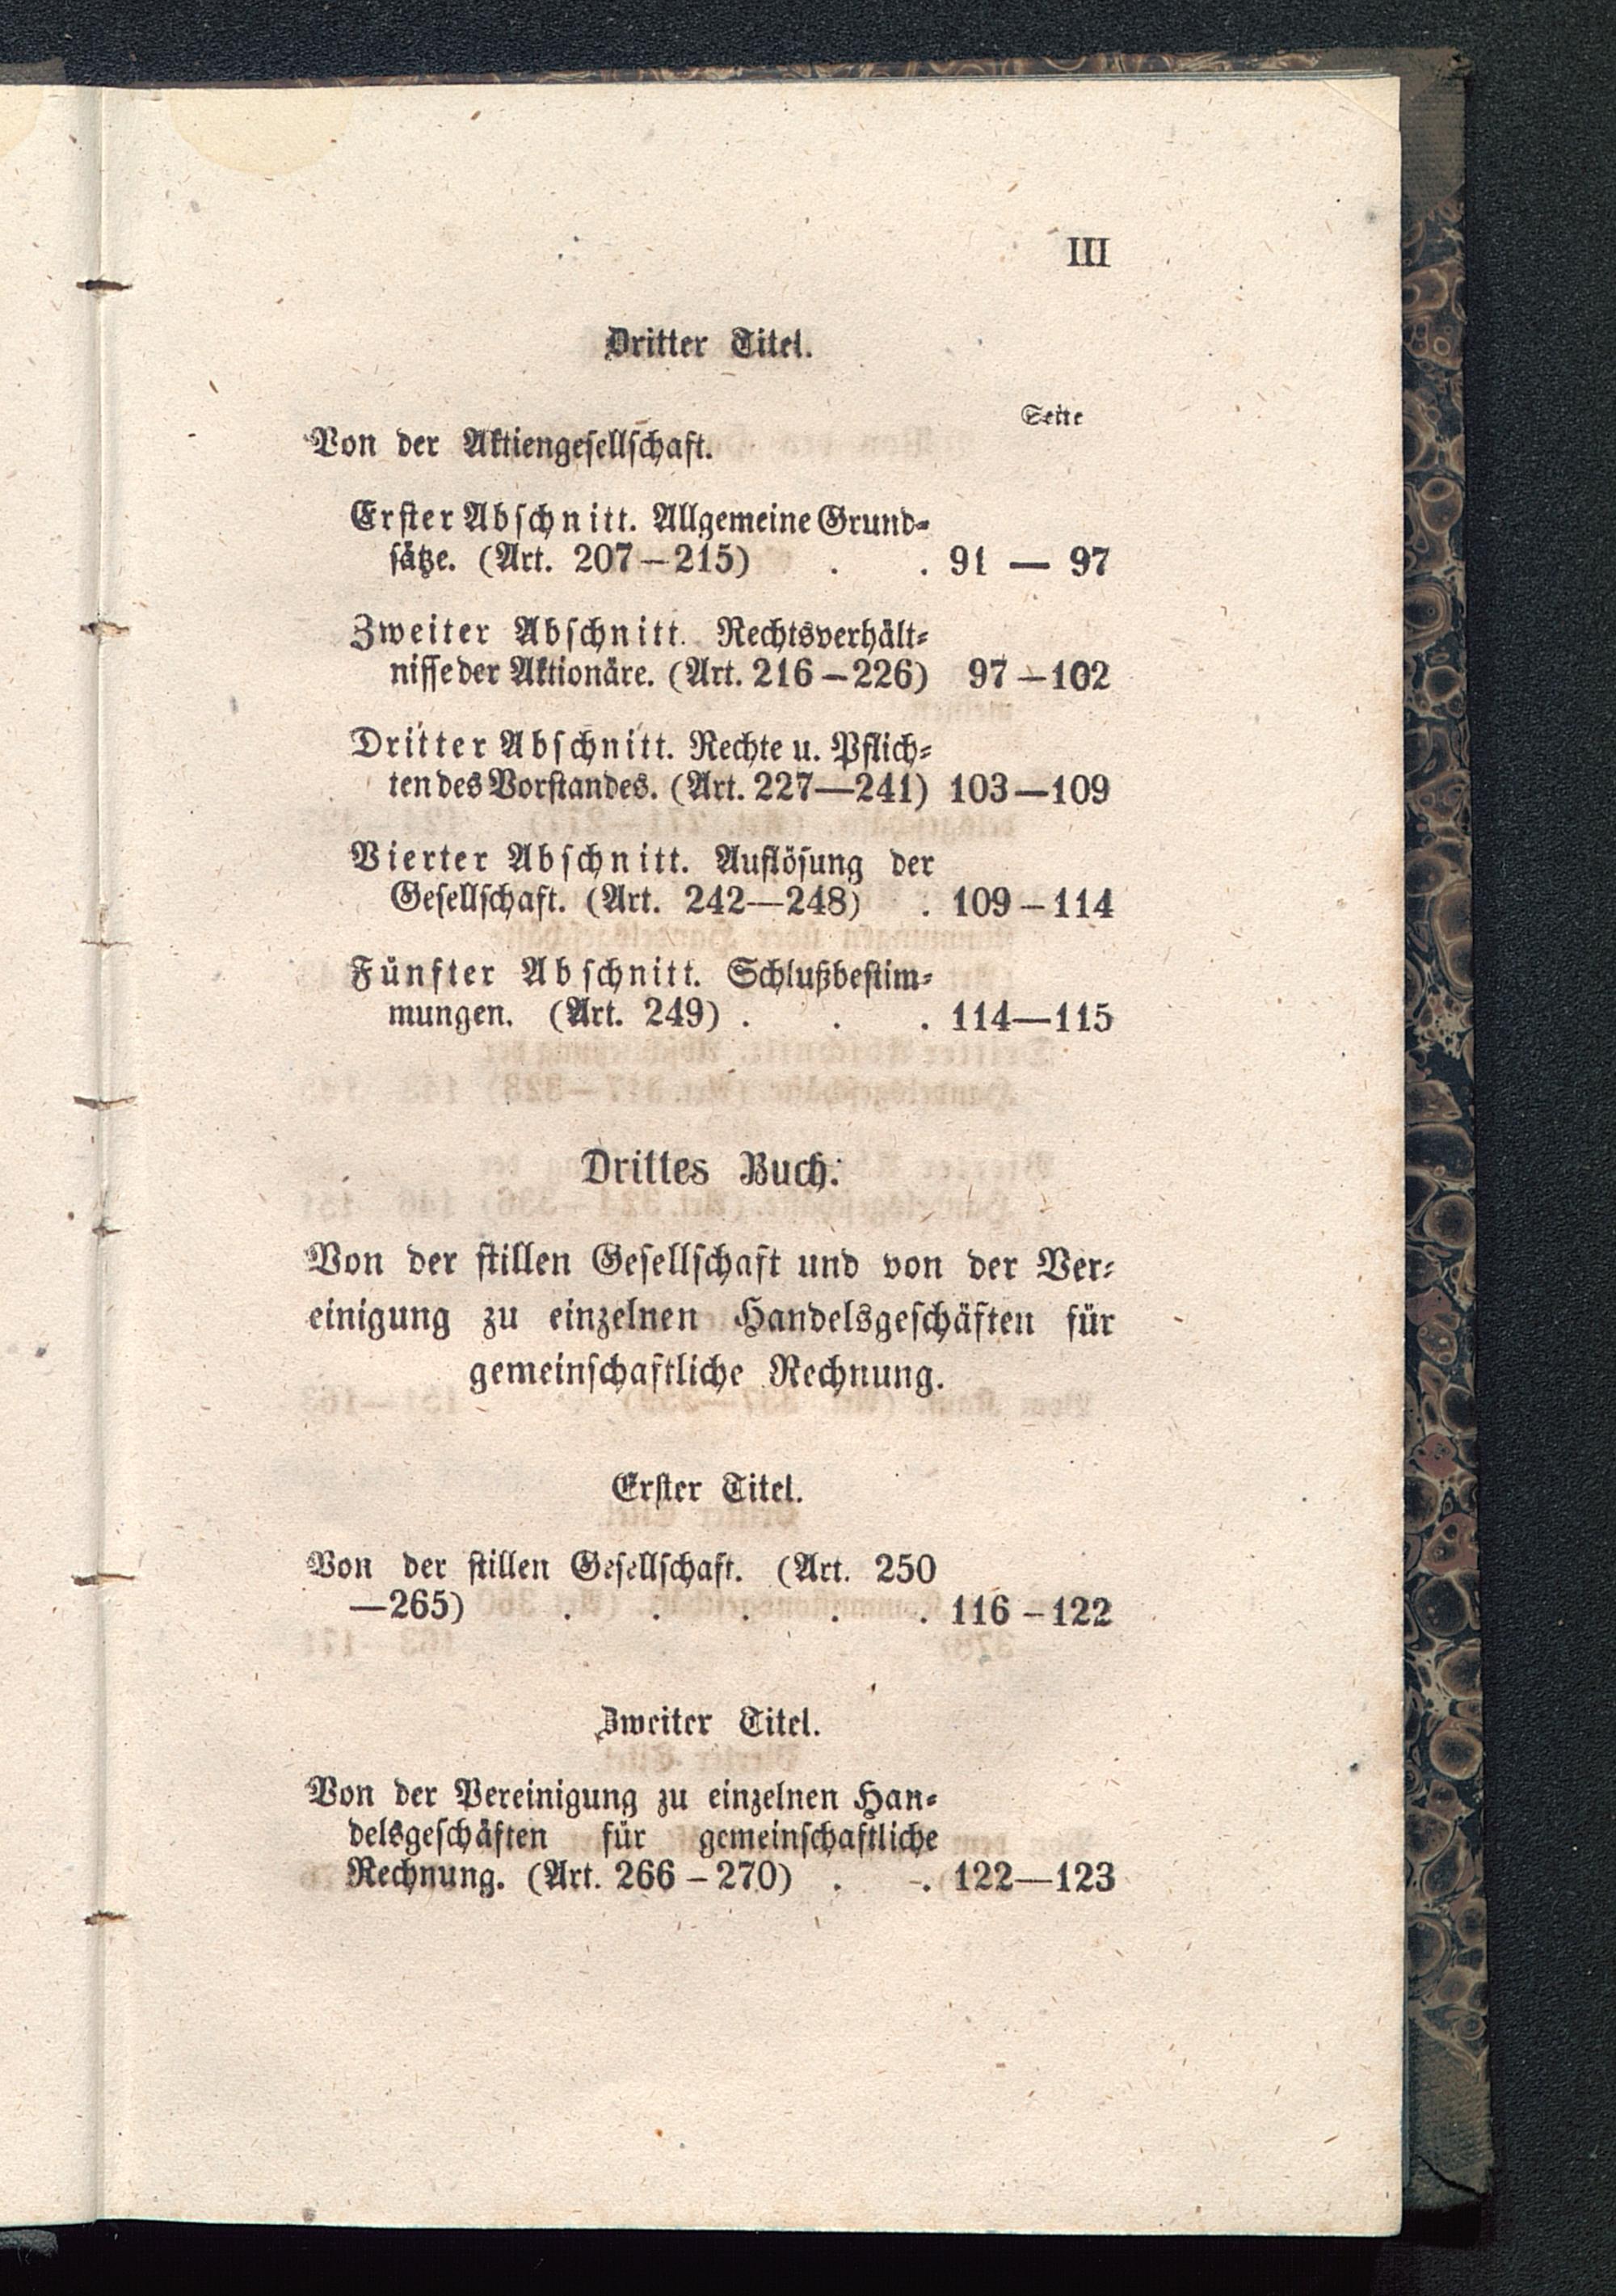 III
Dritter Titel.
Seite
Von der Aktiengesellschaft.
Erster Abschnitt. Allgemeine Grund-
sätze. (Art. 207–215) . . 91 — 97
Zweiter Abschnitt. Rechtsverhält-
nisse der Aktionäre. (Art. 216–226) 97–102
Dritter Abschnitt. Rechte u. Pflich-
ten des Vorstandes. (Art. 227—241) 103—109
Vierter Abschnitt. Auflösung der
Gesellschaft. (Art. 242—248) . 109–114
Fünfter Abschnitt. Schlußbestim-
mungen. (Art. 249) . . . 114—115
Drittes Buch.
Von der stillen Gesellschaft und von der Ver-
einigung zu einzelnen Handelsgeschäften für
gemeinschaftliche Rechnung.
Erster Titel.
Von der stillen Gesellschaft. (Art. 250
—265) . . . . . 116–122
Zweiter Titel.
Von der Vereinigung zu einzelnen Han-
delsgeschäften für gemeinschaftliche
Rechnung. (Art. 266–270) . . 122—123